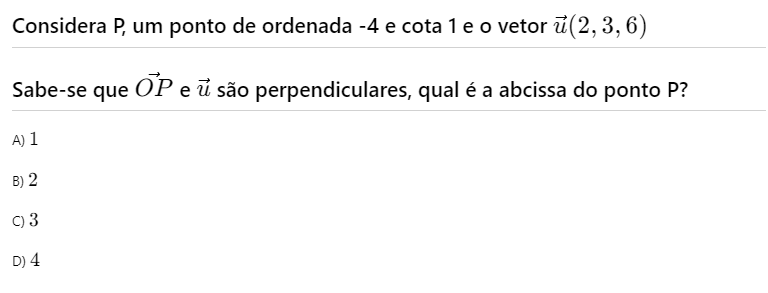 Considera P, um ponto de ordenada -4 e cota 1 e o vetor $\vec{u}(2, 3, 6)$
Sabe-se que $\vec{OP}$ e $\vec{u}$ são perpendiculares, qual é a abcissa do ponto P?
A) 1
B) 2
C) 3
D) 4